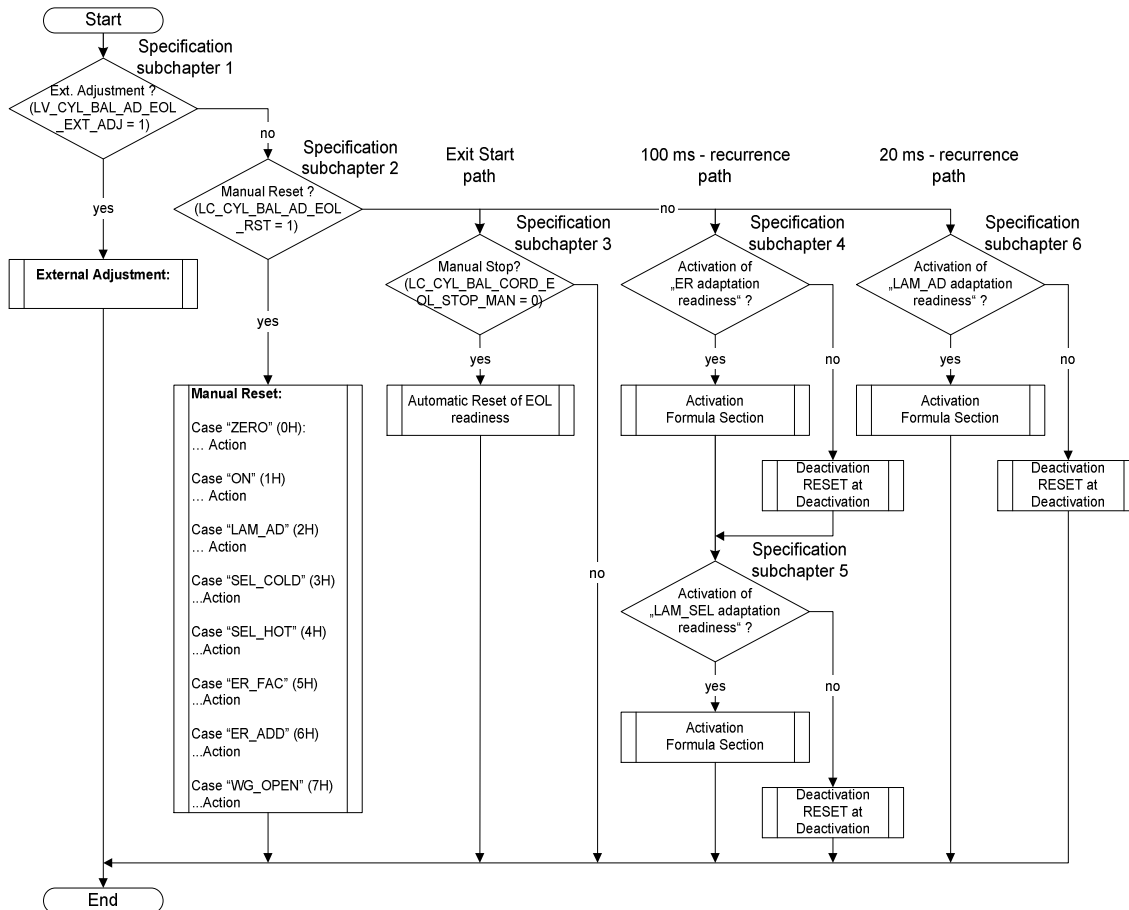 Start
Specification
subchapter 1
Ext. Adjustment ?
(LV_CYL_BAL_AD_EOL
_EXT_ADJ = 1)
no
yes
External Adjustment:
Specification
subchapter 2
Manual Reset ?
(LC_CYL_BAL_AD_EOL
_RST = 1)
no
yes
Manual Reset:
Case "ZERO" (0H):
... Action
Case "ON" (1H)
... Action
Case "LAM_AD" (2H)
... Action
Case "SEL_COLD" (3H)
...Action
Case "SEL_HOT" (4H)
...Action
Case "ER_FAC" (5H)
...Action
Case "ER_ADD" (6H)
...Action
Case "WG_OPEN" (7H)
...Action
Exit Start
path
Specification
subchapter 3
Manual Stop?
(LC_CYL_BAL_CORD_E
OL_STOP_MAN = 0)
yes
no
Automatic Reset of EOL
readiness
100 ms - recurrence
path
Specification
subchapter 4
Activation of
„ER adaptation
readiness“ ?
yes
no
Activation
Formula Section
Deactivation
RESET at
Deactivation
Specification
subchapter 5
Activation of
„LAM_SEL adaptation
readiness“ ?
yes
no
Activation
Formula Section
Deactivation
RESET at
Deactivation
20 ms - recurrence
path
Specification
subchapter 6
Activation of
„LAM_AD adaptation
readiness“ ?
yes
no
Activation
Formula Section
Deactivation
RESET at
Deactivation
End